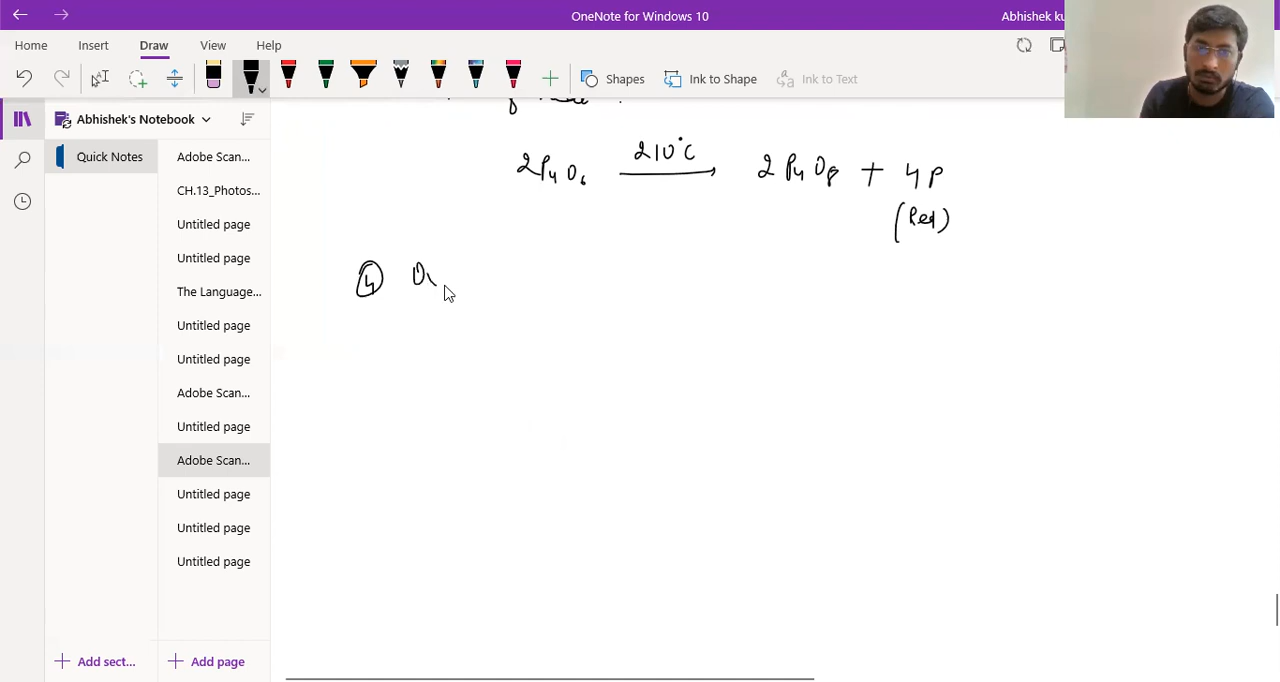 OneNote for Windows 10
Abhishek ku
Home Insert Draw View Help
Shapes Ink to Shape Ink to Text
Abhishek's Notebook
Quick Notes
Adobe Scan...
CH.13_Photos...
Untitled page
Untitled page
The Language...
Untitled page
Untitled page
Adobe Scan...
Untitled page
Adobe Scan...
Untitled page
Untitled page
Untitled page
Add sect...
Add page
2P₄O₆ 210°C → 2P₄O₈ + 4P
(Red)
④